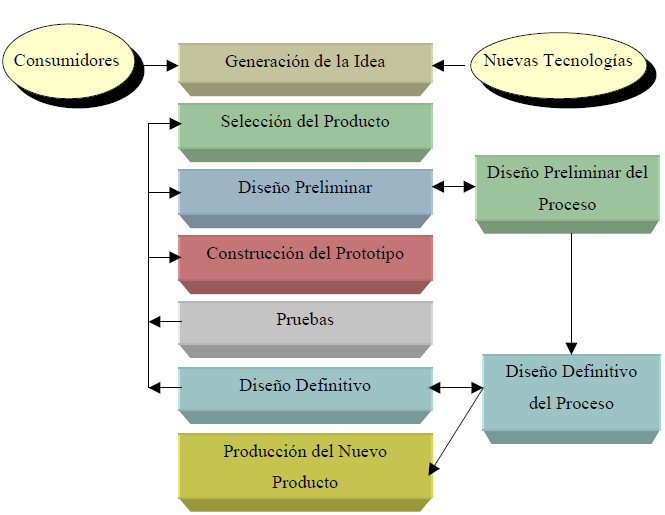 Consumidores
Generación de la Idea
Nuevas Tecnologías
Selección del Producto
Diseño Preliminar
Diseño Preliminar del
Proceso
Construcción del Prototipo
Pruebas
Diseño Definitivo
Diseño Definitivo
del Proceso
Producción del Nuevo
Producto